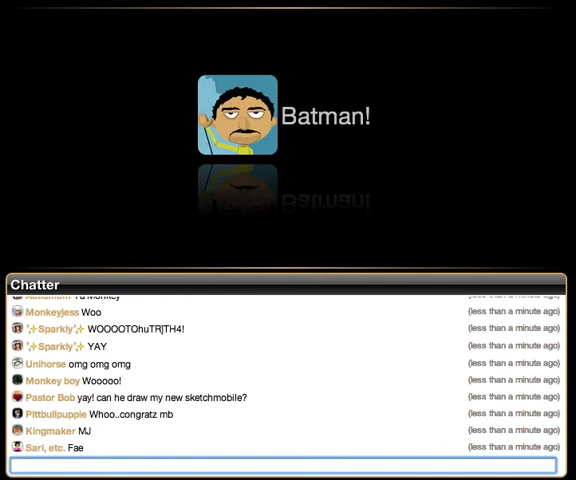 Batman!
Chatter
Monkeyjess Woo (less than a minute ago)
✨Sparkly✨ WOOOOTOhuTR]TH4! (less than a minute ago)
✨Sparkly✨ YAY (less than a minute ago)
Unihorse omg omg omg (less than a minute ago)
Monkey boy Wooooo! (less than a minute ago)
Pastor Bob yay! can he draw my new sketchmobile? (less than a minute ago)
Pittbullpuppie Whoo..congratz mb (less than a minute ago)
Kingmaker MJ (less than a minute ago)
Sari, etc. Fae (less than a minute ago)